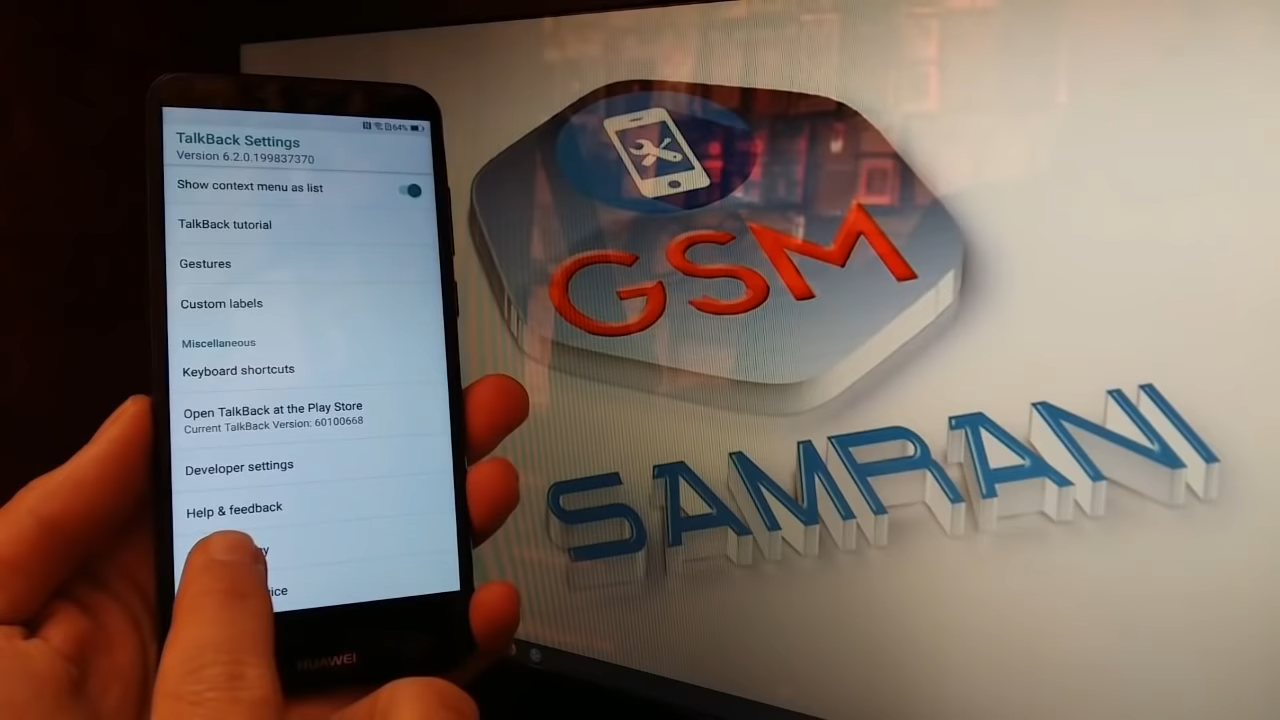 64%
TalkBack Settings
Version 6.2.0.199837370
Show context menu as list
TalkBack tutorial
Gestures
Custom labels
Miscellaneous
Keyboard shortcuts
Open TalkBack at the Play Store
Current TalkBack Version: 60100668
Developer settings
Help & feedback
HUAWEI
GSM
SAMRANI